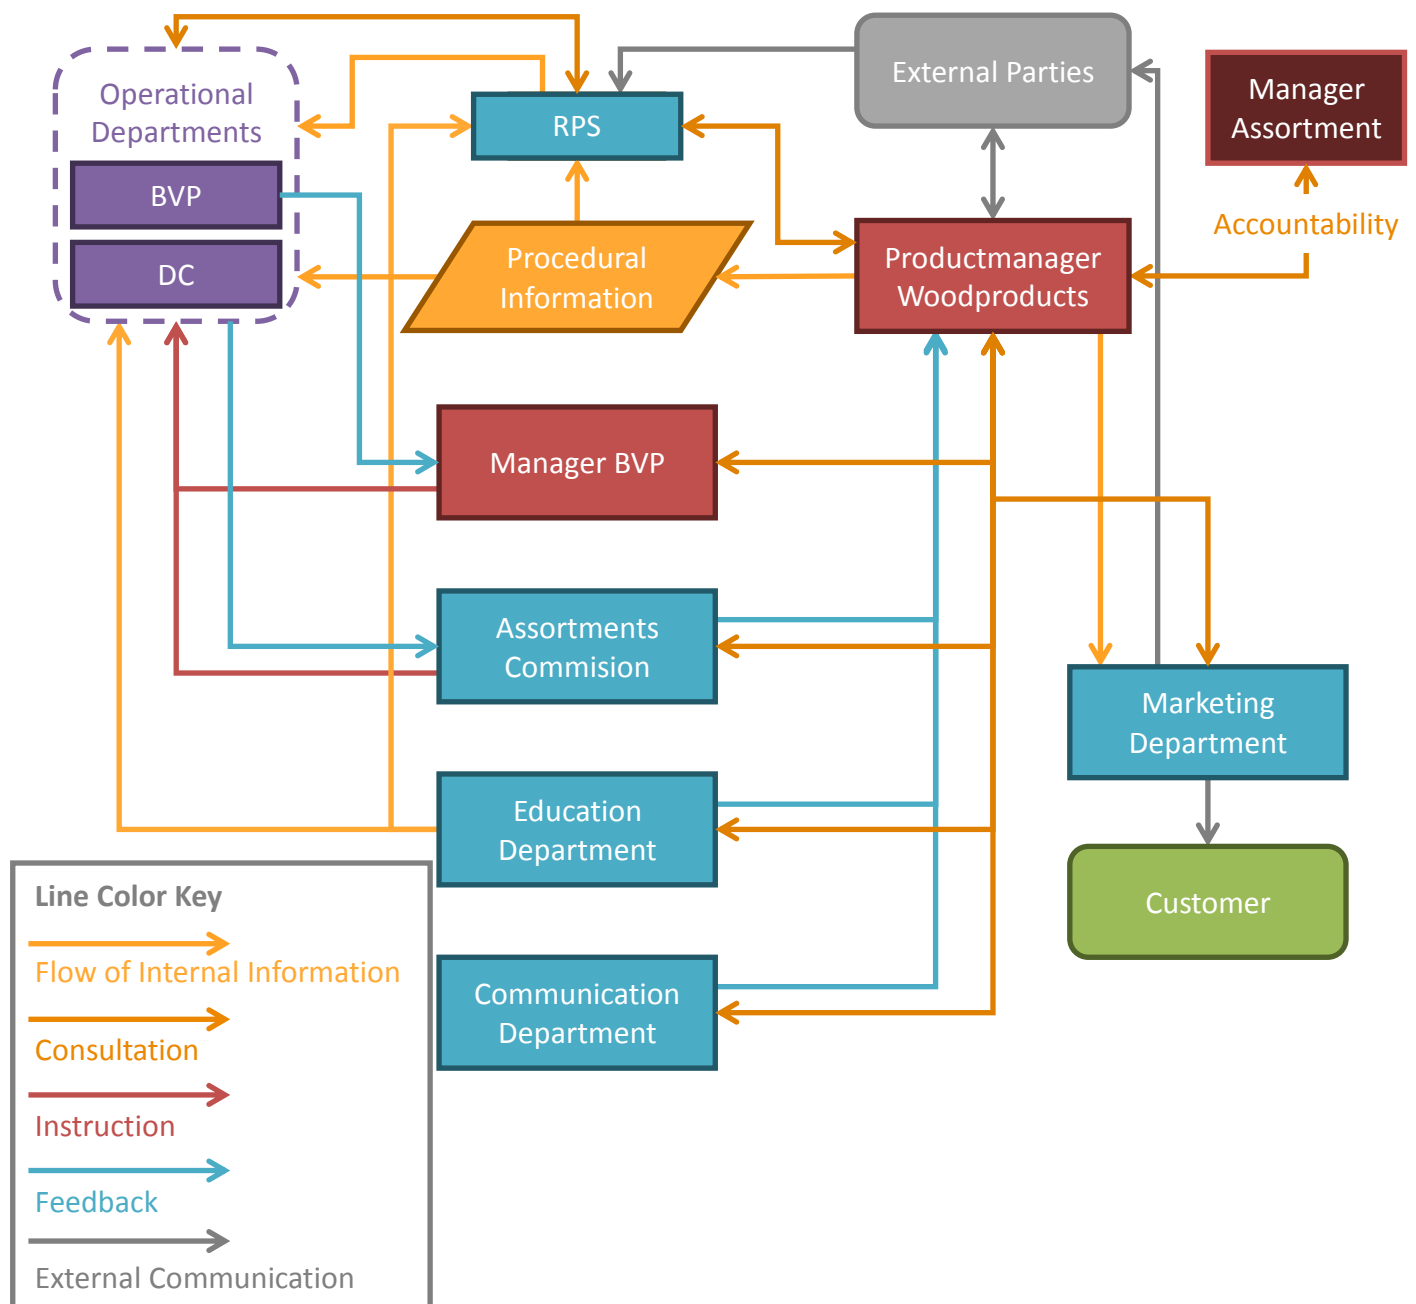 Operational
Departments
BVP
DC
RPS
External Parties
Manager
Assortment
Accountability
Procedural
Information
Productmanager
Woodproducts
Manager BVP
Assortments
Commision
Education
Department
Communication
Department
Marketing
Department
Customer
Line Color Key
Flow of Internal Information
Consultation
Instruction
Feedback
External Communication